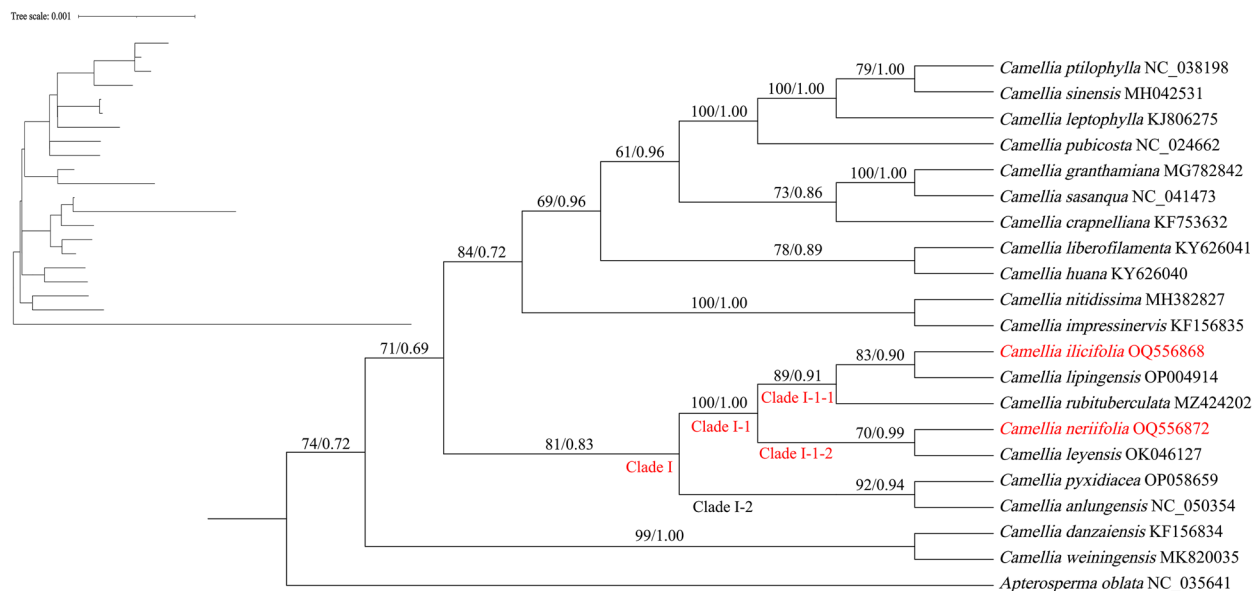 Tree scale: 0.001
79/1.00
Camellia ptilophylla NC_038198
100/1.00
Camellia sinensis MH042531
100/1.00
Camellia leptophylla KJ806275
Camellia pubicosta NC_024662
61/0.96
100/1.00
Camellia granthamiana MG782842
73/0.86
Camellia sasanqua NC_041473
69/0.96
Camellia crapnelliana KF753632
84/0.72
78/0.89
Camellia liberofilamenta KY626041
Camellia huana KY626040
100/1.00
Camellia nitidissima MH382827
Camellia impressinervis KF156835
71/0.69
83/0.90
Camellia ilicifolia OQ556868
89/0.91
Camellia lipingensis OP004914
Clade I-1-1
100/1.00
Camellia rubituberculata MZ424202
Clade I-1
70/0.99
Camellia neriifolia OQ556872
74/0.72
81/0.83
Clade I-1-2
Camellia leyensis OK046127
Clade I
92/0.94
Camellia pyxidiacea OP058659
Clade I-2
Camellia anlungensis NC_050354
99/1.00
Camellia danzaiensis KF156834
Camellia weiningensis MK820035
Apterosperma oblata NC_035641